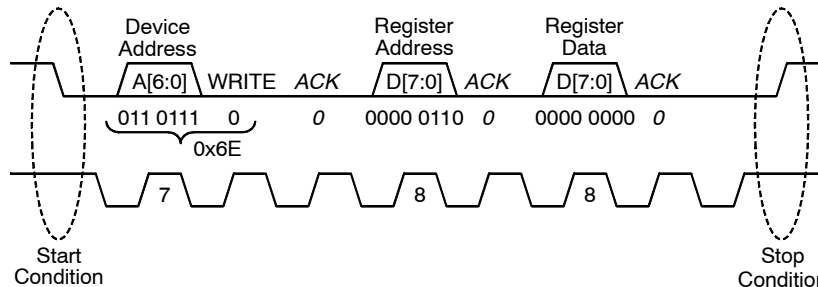 Device
Address
Register
Address
Register
Data
A[6:0] WRITE ACK D[7:0] ACK D[7:0] ACK
011 0111 0 0 0000 0110 0 0000 0000 0
0x6E
7 8 8
Start
Condition
Stop
Condition